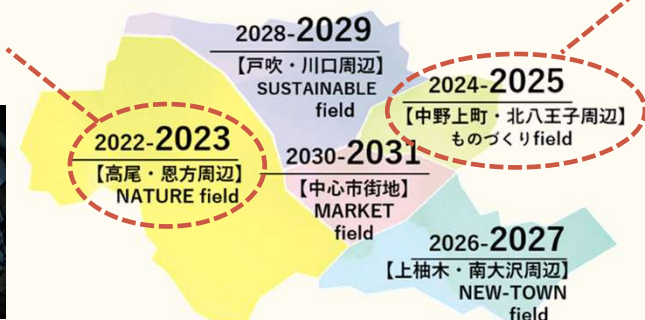 2028-2029
【戸吹・川口周辺】
SUSTAINABLE
field
2024-2025
【中野上町・北八王子周辺】
ものづくりfield
2022-2023
【高尾・恩方周辺】
NATURE field
2030-2031
【中心市街地】
MARKET
field
2026-2027
【上柚木・南大沢周辺】
NEW-TOWN
field